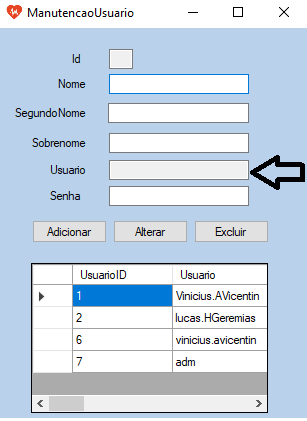 ManutencaoUsuario
Id
Nome
SegundoNome
Sobrenome
Usuario
Senha
Adicionar Alterar Excluir
UsuarioID Usuario
1 Vinicius.AVicentin
2 lucas.HGeremias
6 vinicius.avicentin
7 adm